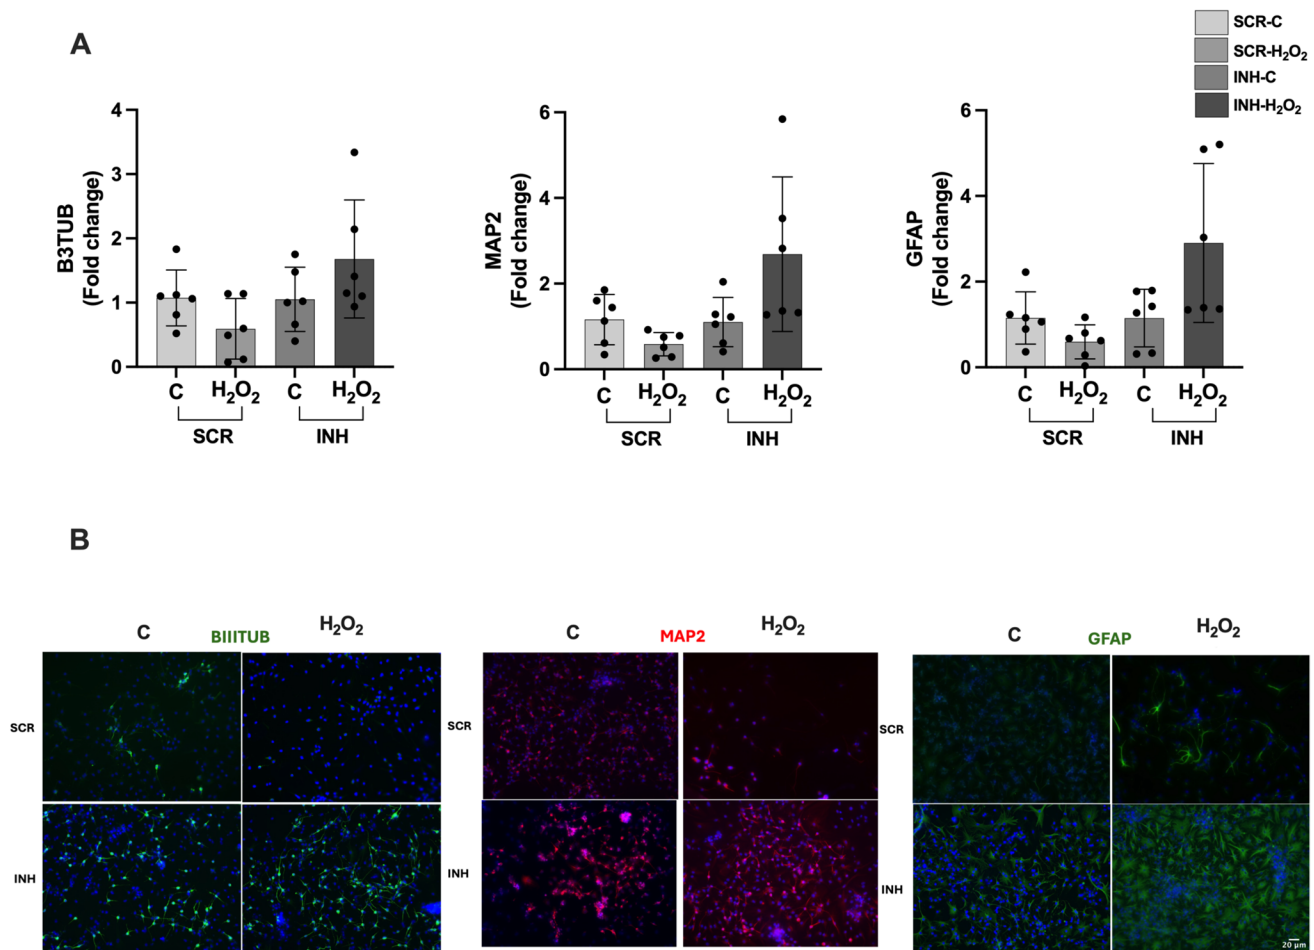 A
SCR-C
SCR-H₂O₂
INH-C
INH-H₂O₂
B3TUB
(Fold change)
4
3
2
1
0
C
H₂O₂
C
H₂O₂
SCR
INH
MAP2
(Fold change)
6
4
2
0
C
H₂O₂
C
H₂O₂
SCR
INH
GFAP
(Fold change)
6
4
2
0
C
H₂O₂
C
H₂O₂
SCR
INH
B
C
BIIITUB
H₂O₂
SCR
INH
C
MAP2
H₂O₂
SCR
INH
C
GFAP
H₂O₂
SCR
INH
20 μm